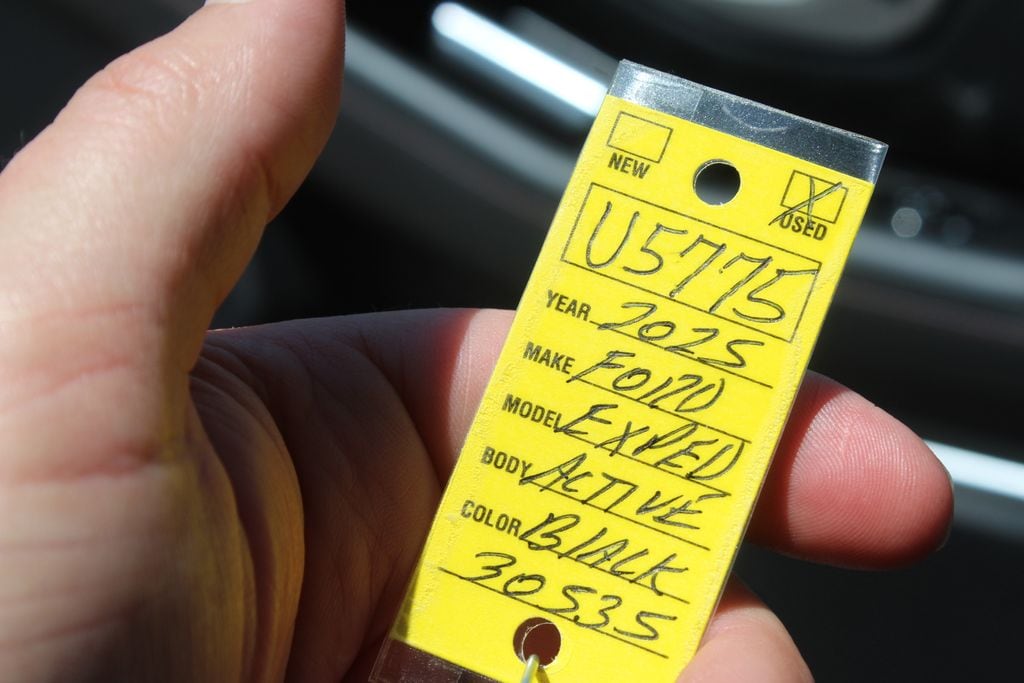 NEW
X
USED
U5775
YEAR 2025
MAKE FORD
MODEL EXPED
BODY ACTIVE
COLOR BLACK
30535